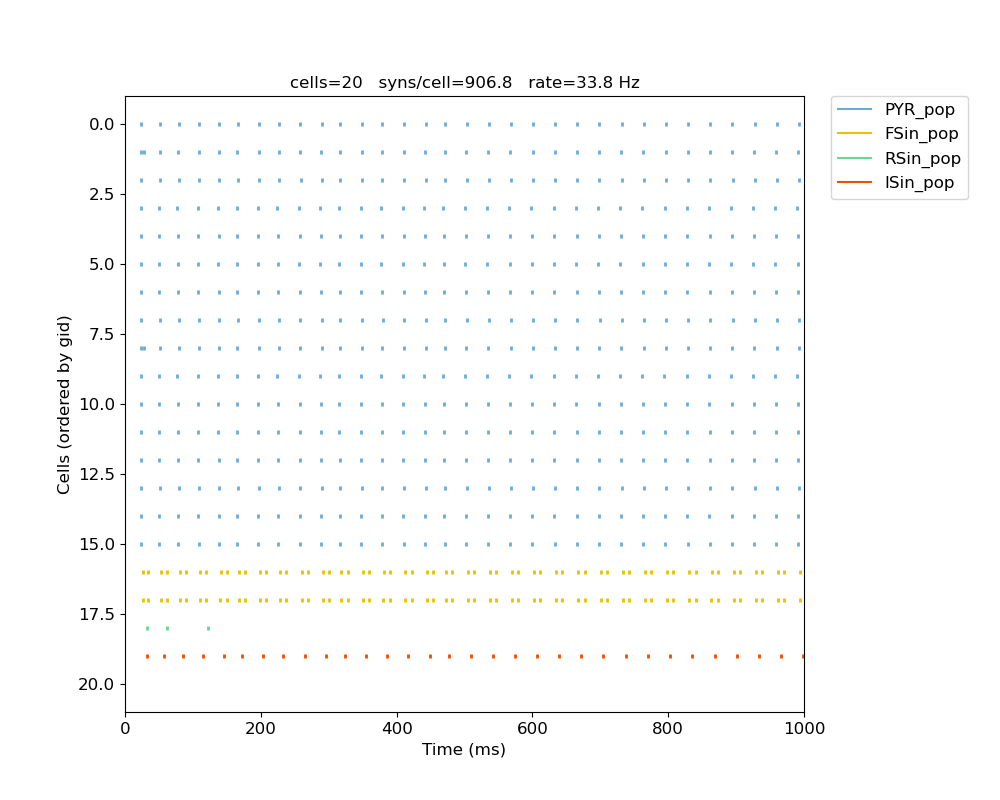 cells=20   syns/cell=906.8   rate=33.8 Hz
PYR_pop
FSin_pop
RSin_pop
ISin_pop
Cells (ordered by gid)
0.0
2.5
5.0
7.5
10.0
12.5
15.0
17.5
20.0
0 200 400 600 800 1000
Time (ms)